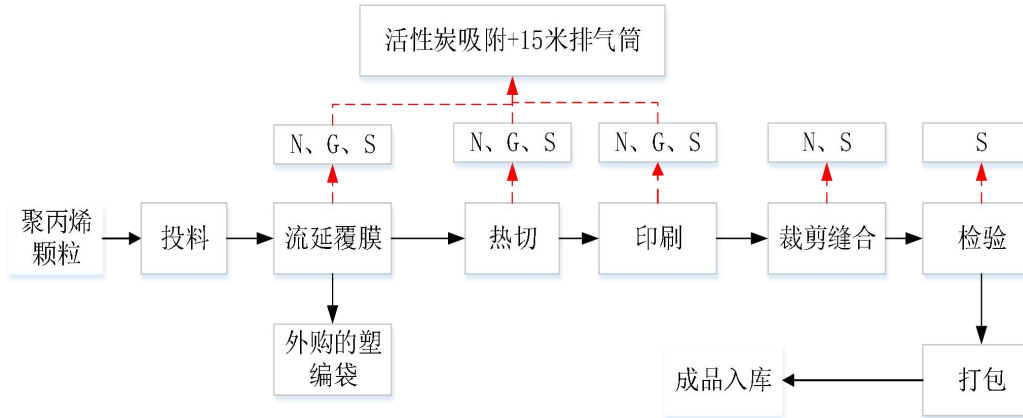 活性炭吸附+15米排气筒
N、G、S
N、G、S
N、G、S
N、S
S
聚丙烯
颗粒
投料
流延覆膜
热切
印刷
裁剪缝合
检验
外购的塑
编袋
成品入库
打包